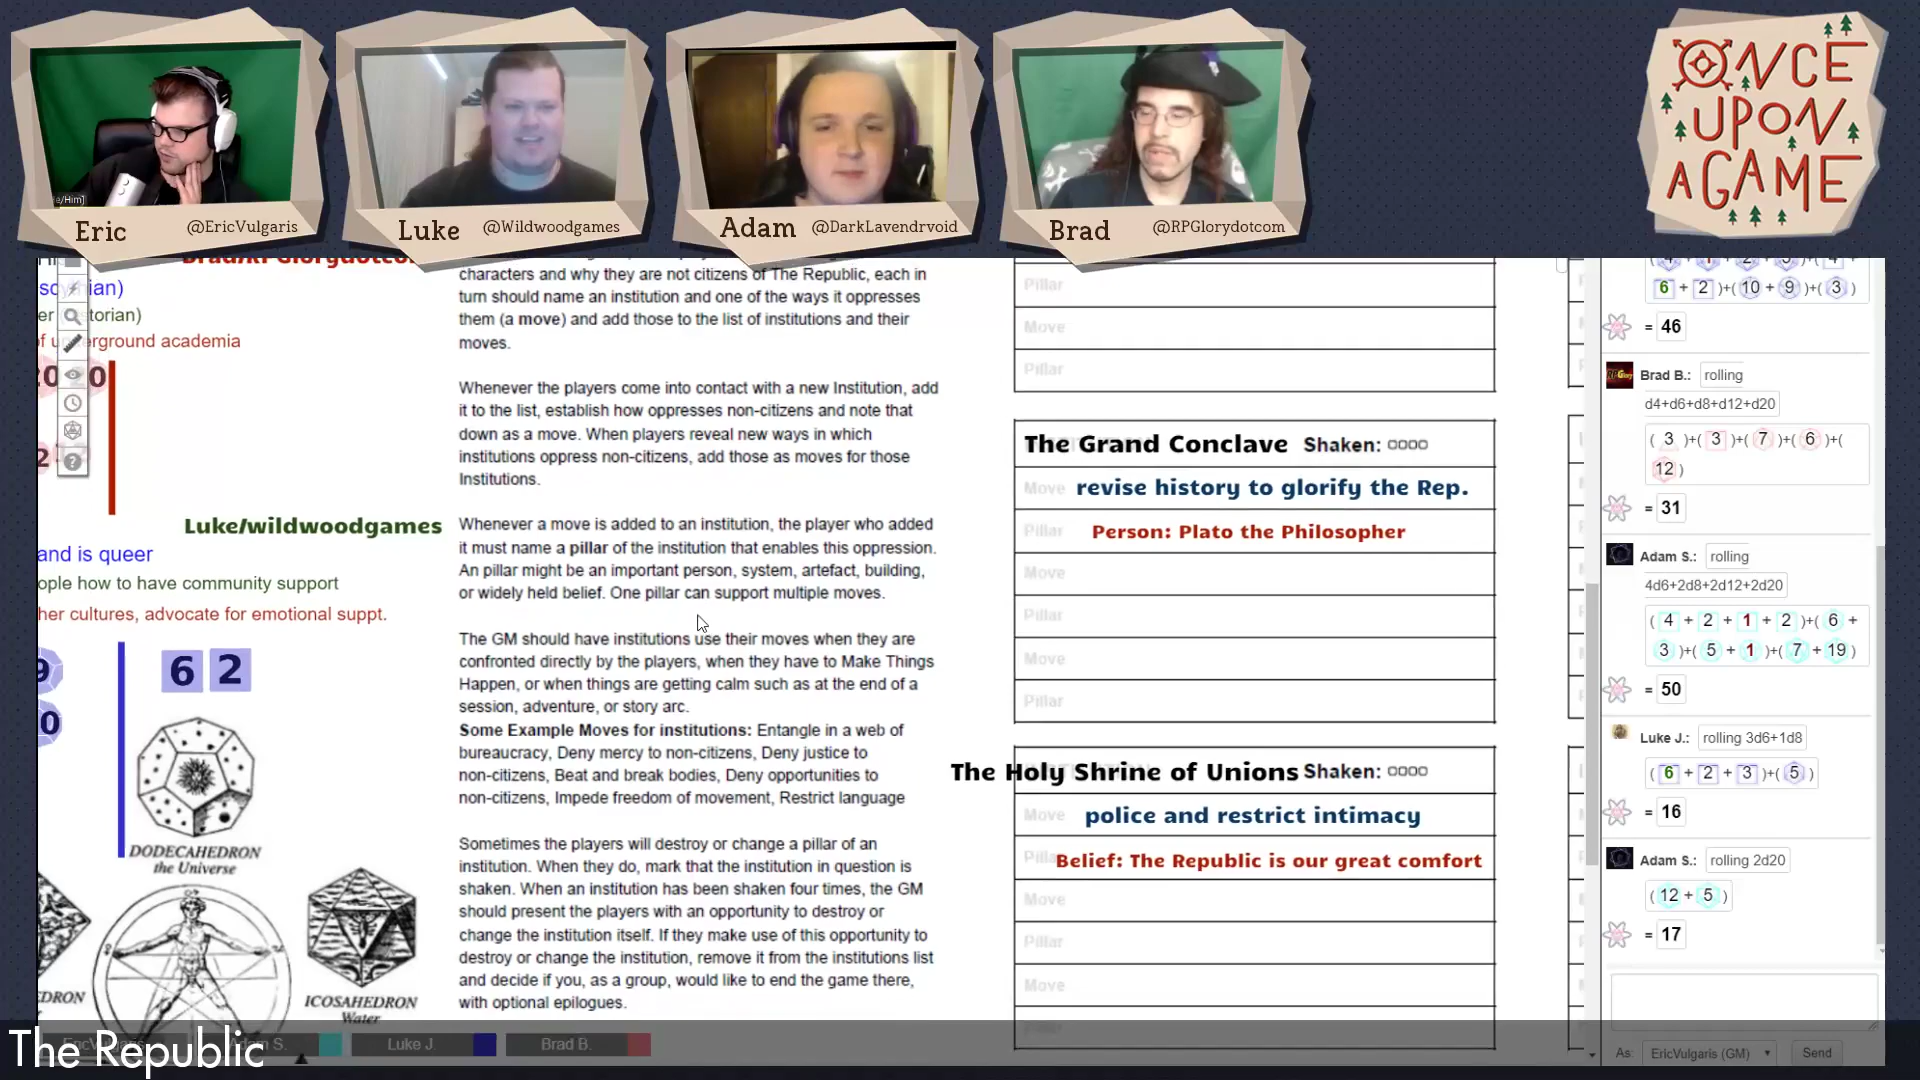 Eric @EricVulgaris
Luke @Wildwoodgames
Adam @DarkLavendrvoid
Brad @RPGlorydotcom
ONCE
UPON
A GAME
er
of underground academia
Luke/wildwoodgames
and is queer
ople how to have community support
her cultures, advocate for emotional suppt.
6 2
DODECAHEDRON
the Universe
ICOSAHEDRON
Water
EDRON
characters and why they are not citizens of The Republic, each in
turn should name an institution and one of the ways it oppresses
them (a move) and add those to the list of institutions and their
moves.
Whenever the players come into contact with a new Institution, add
it to the list, establish how oppresses non-citizens and note that
down as a move. When players reveal new ways in which
institutions oppress non-citizens, add those as moves for those
Institutions.
Whenever a move is added to an institution, the player who added
it must name a pillar of the institution that enables this oppression.
An pillar might be an important person, system, artefact, building,
or widely held belief. One pillar can support multiple moves.
The GM should have institutions use their moves when they are
confronted directly by the players, when they have to Make Things
Happen, or when things are getting calm such as at the end of a
session, adventure, or story arc.
Some Example Moves for institutions: Entangle in a web of
bureaucracy, Deny mercy to non-citizens, Deny justice to
non-citizens, Beat and break bodies, Deny opportunities to
non-citizens, Impede freedom of movement, Restrict language
Sometimes the players will destroy or change a pillar of an
institution. When they do, mark that the institution in question is
shaken. When an institution has been shaken four times, the GM
should present the players with an opportunity to destroy or
change the institution itself. If they make use of this opportunity to
destroy or change the institution, remove it from the institutions list
and decide if you, as a group, would like to end the game there,
with optional epilogues.
Pillar
Move
Pillar
The Grand Conclave Shaken:
Move revise history to glorify the Rep.
Pillar Person: Plato the Philosopher
Move
Pillar
Move
Pillar
The Holy Shrine of Unions Shaken:
Move police and restrict intimacy
Belief: The Republic is our great comfort
Move
Pillar
Move
6 + 2 )+( 10 + 9 )+( 3 )
= 46
Brad B.: rolling
d4+d6+d8+d12+d20
( 3 )+( 3 )+( 7 )+( 6 )+(
12 )
= 31
Adam S.: rolling
4d6+2d8+2d12+2d20
( 4 + 2 + 1 + 2 )+( 6 +
3 )+( 5 + 1 )+( 7 + 19 )
= 50
Luke J.: rolling 3d6+1d8
( 6 + 2 + 3 )+( 5 )
= 16
Adam S.: rolling 2d20
( 12 + 5 )
= 17
As: EricVulgaris (GM) Send
The Republic
Luke J. Brad B.